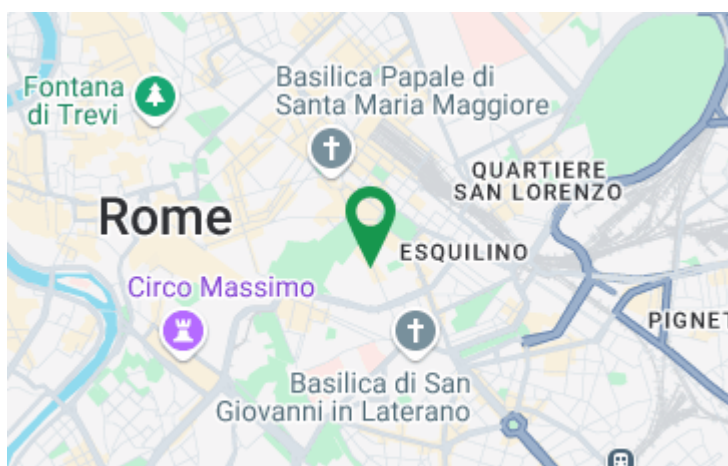 Fontana
di Trevi
Basilica Papale di
Santa Maria Maggiore
QUARTIERE
SAN LORENZO
Rome
ESQUILINO
Circo Massimo
PIGNET
Basilica di San
Giovanni in Laterano